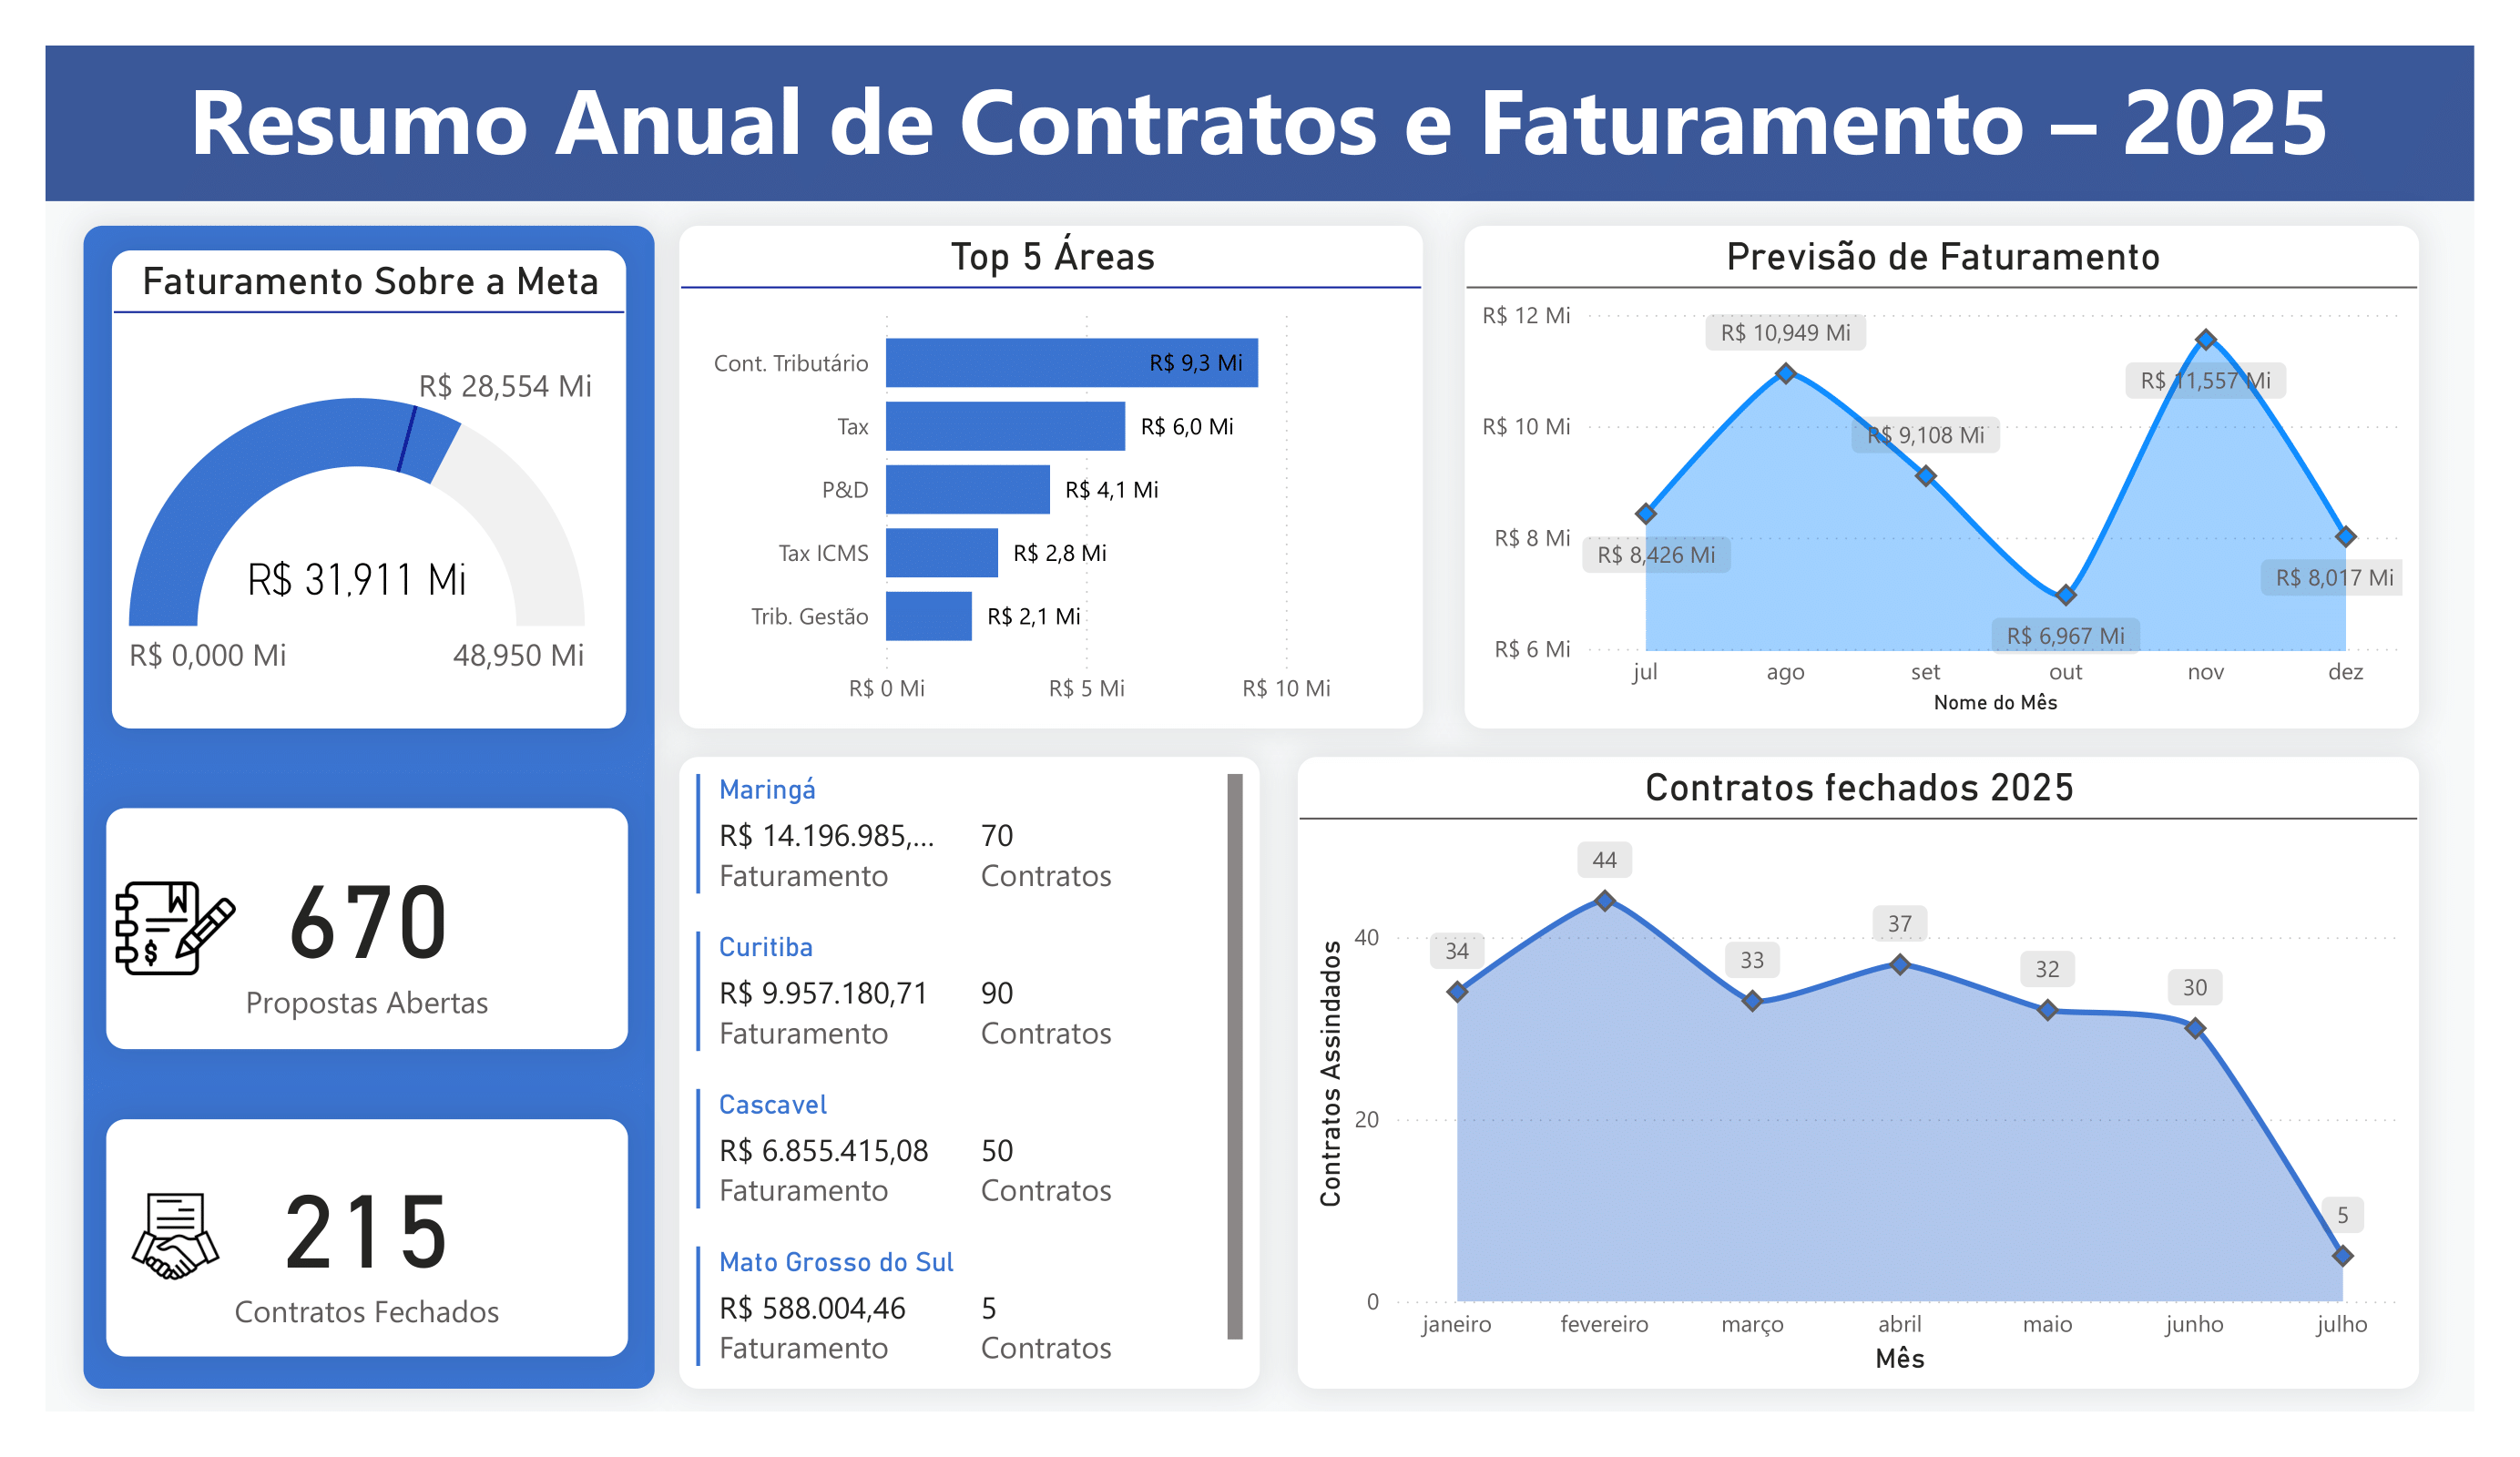 Resumo Anual de Contratos e Faturamento – 2025
Faturamento Sobre a Meta
R$ 28,554 Mi
R$ 31,911 Mi
R$ 0,000 Mi
48,950 Mi
670
Propostas Abertas
215
Contratos Fechados
Top 5 Áreas
Cont. Tributário
R$ 9,3 Mi
Tax
R$ 6,0 Mi
P&D
R$ 4,1 Mi
Tax ICMS
R$ 2,8 Mi
Trib. Gestão
R$ 2,1 Mi
R$ 0 Mi
R$ 5 Mi
R$ 10 Mi
Previsão de Faturamento
R$ 12 Mi
R$ 10 Mi
R$ 8 Mi
R$ 6 Mi
R$ 8,426 Mi
R$ 10,949 Mi
R$ 9,108 Mi
R$ 6,967 Mi
R$ 11,557 Mi
R$ 8,017 Mi
jul
ago
set
out
nov
dez
Nome do Mês
Maringá
R$ 14.196.985,...
70
Faturamento
Contratos
Curitiba
R$ 9.957.180,71
90
Faturamento
Contratos
Cascavel
R$ 6.855.415,08
50
Faturamento
Contratos
Mato Grosso do Sul
R$ 588.004,46
5
Faturamento
Contratos
Contratos fechados 2025
Contratos Assindados
40
20
0
34
44
33
37
32
30
5
janeiro
fevereiro
março
abril
maio
junho
julho
Mês